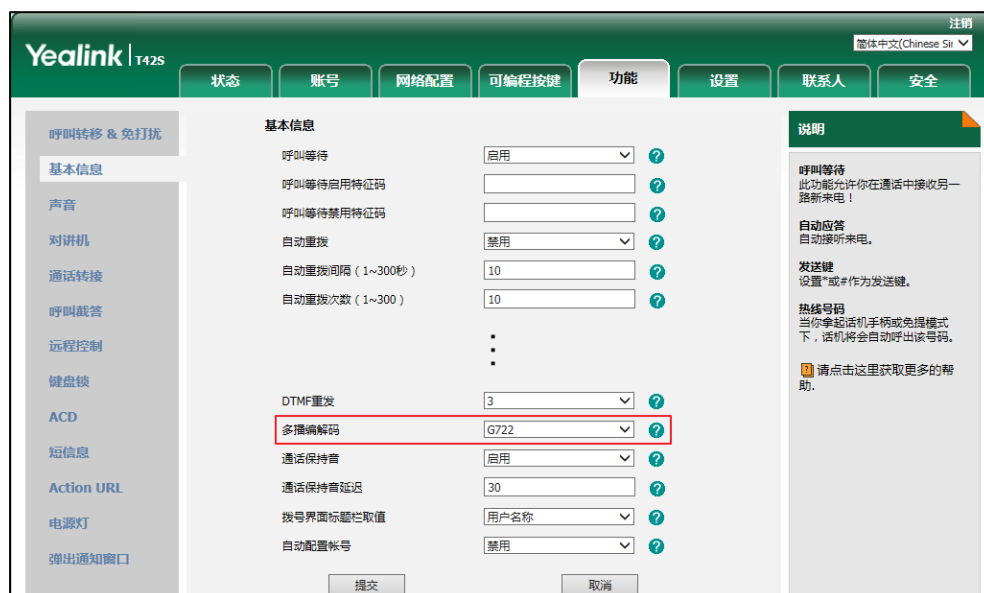 注销
Yealink | T42S
简体中文(Chinese Sii
状态 账号 网络配置 可编程按键 功能 设置 联系人 安全
呼叫转移 & 免打扰
基本信息
声音
对讲机
通话转接
呼叫截答
远程控制
键盘锁
ACD
短信息
Action URL
电源灯
弹出通知窗口
基本信息
呼叫等待 启用
呼叫等待启用特征码
呼叫等待禁用特征码
自动重拨 禁用
自动重拨间隔（1~300秒） 10
自动重拨次数（1~300） 10
DTMF重发 3
多播编解码 G722
通话保持音 启用
通话保持音延迟 30
拨号界面标题栏取值 用户名称
自动配置帐号 禁用
提交 取消
说明
呼叫等待
此功能允许你在通话中接收另一
路新来电！
自动应答
自动接听来电。
发送键
设置*或#作为发送键。
热线号码
当你拿起话机手柄或免提模式
下，话机将会自动呼出该号码。
请点击这里获取更多的帮
助.